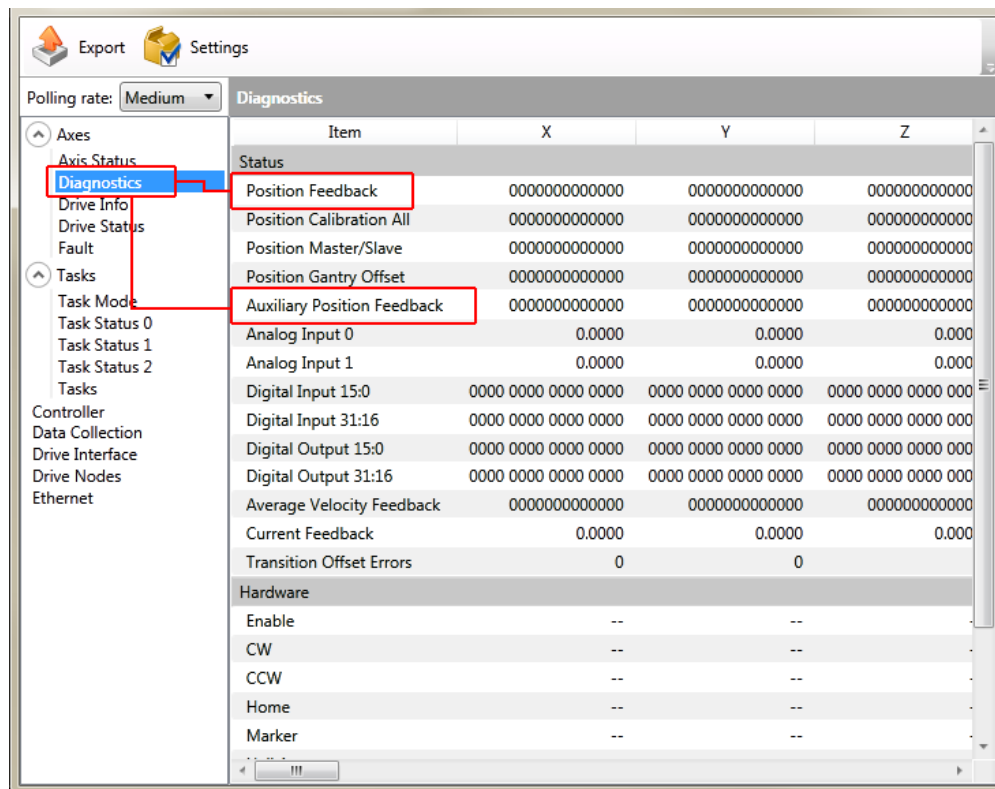 Export Settings
Polling rate: Medium
Diagnostics
Axes
Axis Status
Diagnostics
Drive Info
Drive Status
Fault
Tasks
Task Mode
Task Status 0
Task Status 1
Task Status 2
Tasks
Controller
Data Collection
Drive Interface
Drive Nodes
Ethernet
Item X Y Z
Status
Position Feedback 0000000000000 0000000000000 000000000000
Position Calibration All 0000000000000 0000000000000 000000000000
Position Master/Slave 0000000000000 0000000000000 000000000000
Position Gantry Offset 0000000000000 0000000000000 000000000000
Auxiliary Position Feedback 0000000000000 0000000000000 000000000000
Analog Input 0 0.0000 0.0000 0.000
Analog Input 1 0.0000 0.0000 0.000
Digital Input 15:0 0000 0000 0000 0000 0000 0000 0000 0000 0000 0000 0000 000
Digital Input 31:16 0000 0000 0000 0000 0000 0000 0000 0000 0000 0000 0000 000
Digital Output 15:0 0000 0000 0000 0000 0000 0000 0000 0000 0000 0000 0000 000
Digital Output 31:16 0000 0000 0000 0000 0000 0000 0000 0000 0000 0000 0000 000
Average Velocity Feedback 0000000000000 0000000000000 000000000000
Current Feedback 0.0000 0.0000 0.000
Transition Offset Errors 0 0
Hardware
Enable -- -- -
CW -- -- -
CCW -- -- -
Home -- -- -
Marker -- -- -